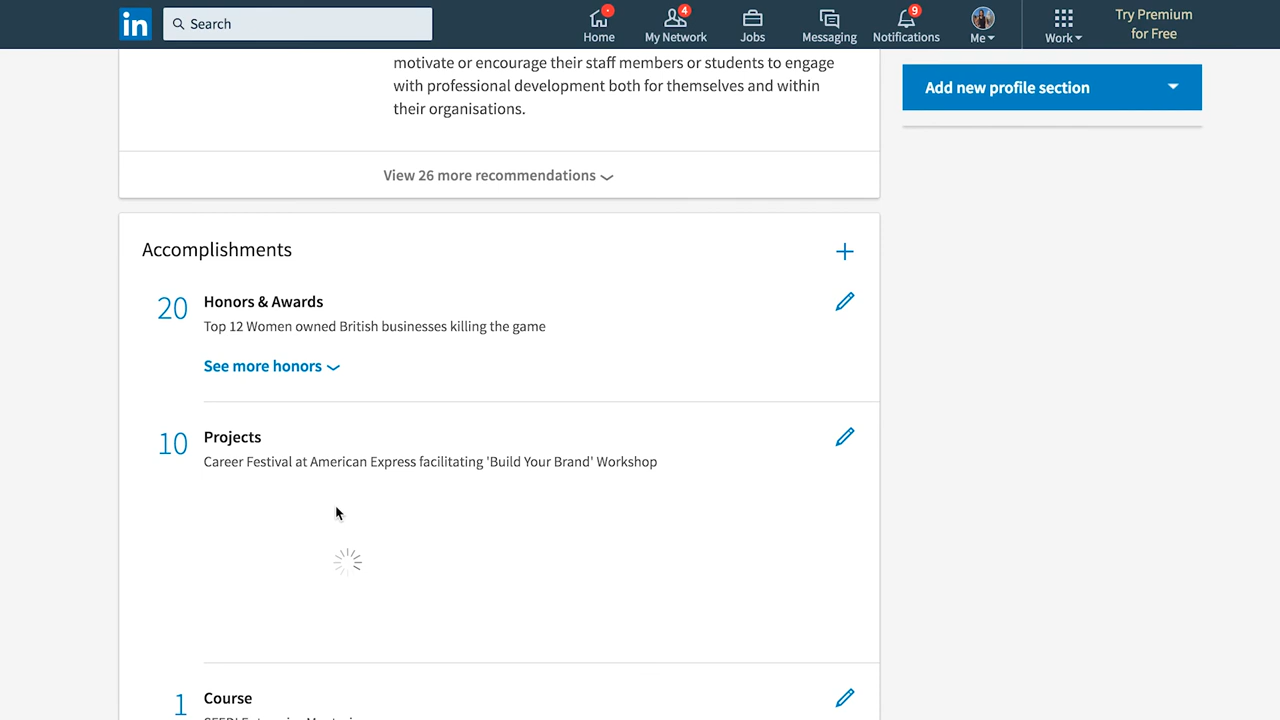 in
Search
Home
4
My Network
Jobs
Messaging
9
Notifications
Me
Work
Try Premium
for Free
motivate or encourage their staff members or students to engage
with professional development both for themselves and within
their organisations.
Add new profile section
View 26 more recommendations
Accomplishments
20
Honors & Awards
Top 12 Women owned British businesses killing the game
See more honors
10
Projects
Career Festival at American Express facilitating 'Build Your Brand' Workshop
1
Course